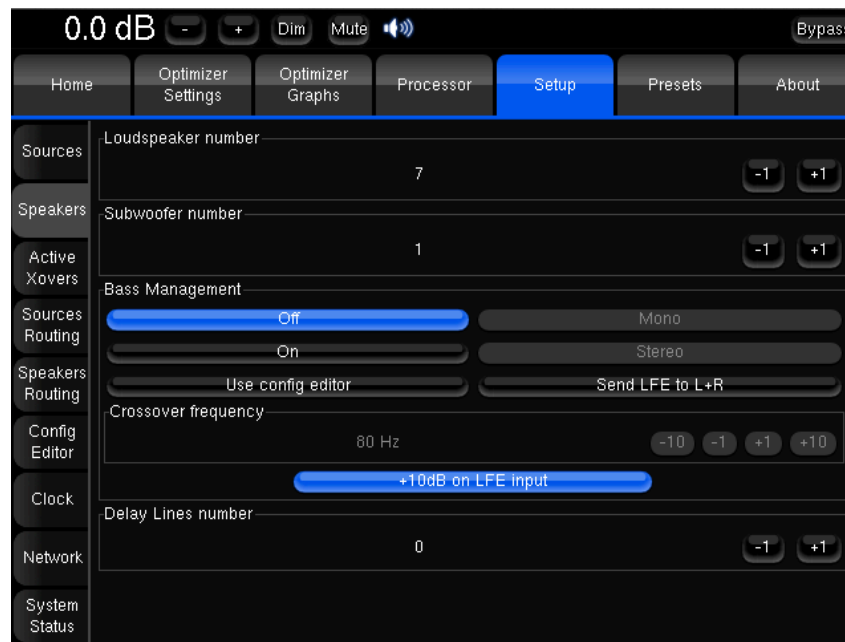 0.0 dB - + Dim Mute Bypass
Home Optimizer Settings Optimizer Graphs Processor Setup Presets About
Sources
Speakers
Active Xovers
Sources Routing
Speakers Routing
Config Editor
Clock
Network
System Status
Loudspeaker number
7 -1 +1
Subwoofer number
1 -1 +1
Bass Management
Off Mono
On Stereo
Use config editor Send LFE to L+R
Crossover frequency
80 Hz -10 -1 +1 +10
+10dB on LFE input
Delay Lines number
0 -1 +1